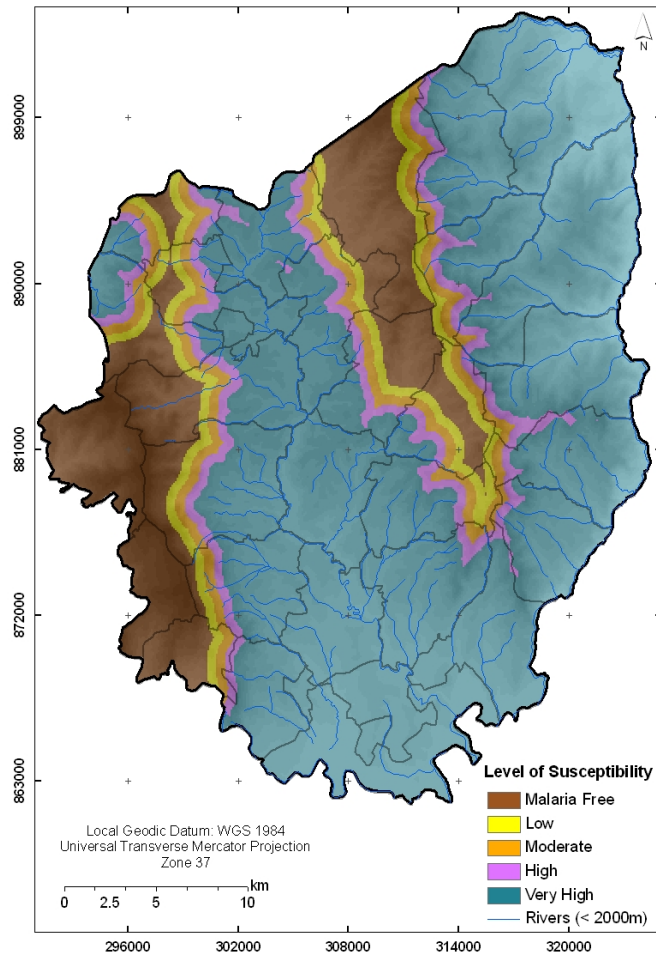 N
899000
890000
881000
872000
863000
Level of Susceptibility
Malaria Free
Low
Moderate
High
Very High
Rivers (< 2000m)
Local Geodic Datum: WGS 1984
Universal Transverse Mercator Projection
Zone 37
km
0 2.5 5 10
296000 302000 308000 314000 320000